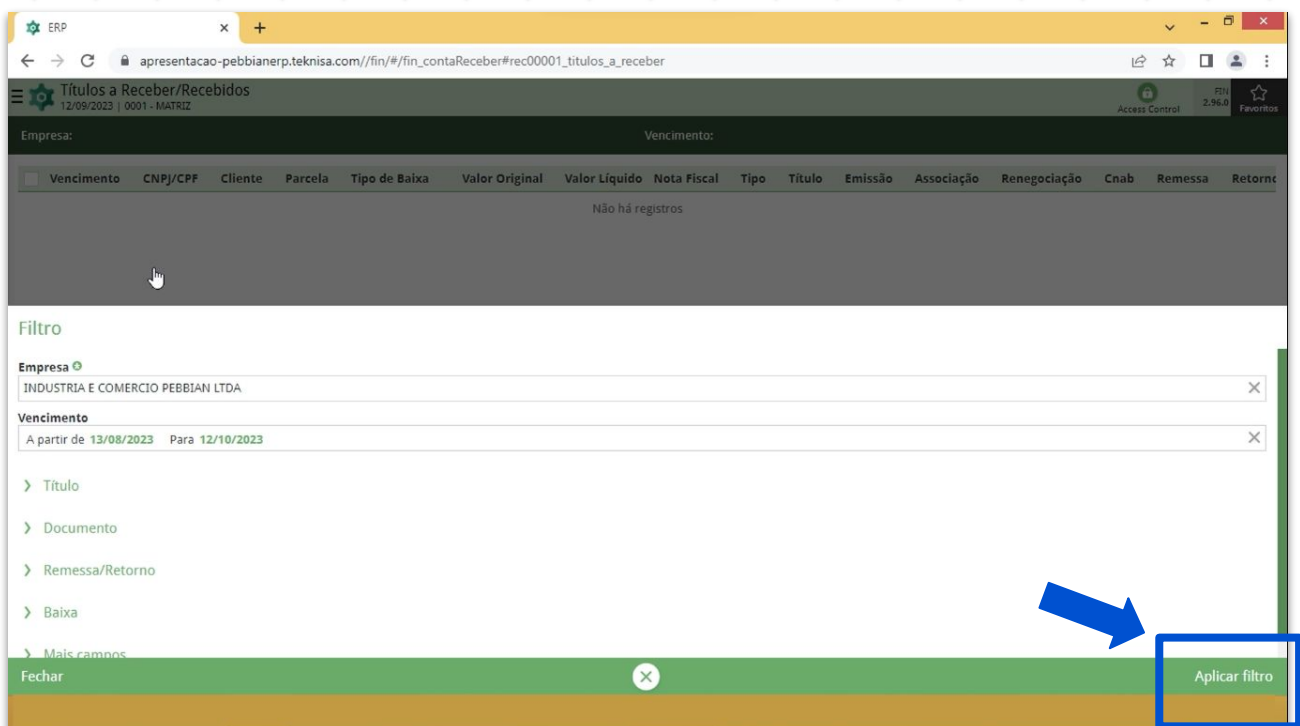 ERP
apresentacao-pebbianerp.teknisa.com//fin/#/fin_contaReceber#rec00001_titulos_a_receber
Títulos a Receber/Recebidos
12/09/2023 | 0001 - MATRIZ
Access Control
FIN
2.96.0
Favoritos
Empresa: Vencimento:
Vencimento CNPJ/CPF Cliente Parcela Tipo de Baixa Valor Original Valor Líquido Nota Fiscal Tipo Título Emissão Associação Renegociação Cnab Remessa Retorno
Não há registros
Filtro
Empresa
INDUSTRIA E COMERCIO PEBBIAN LTDA
Vencimento
A partir de 13/08/2023 Para 12/10/2023
Título
Documento
Remessa/Retorno
Baixa
Mais campos
Fechar Aplicar filtro